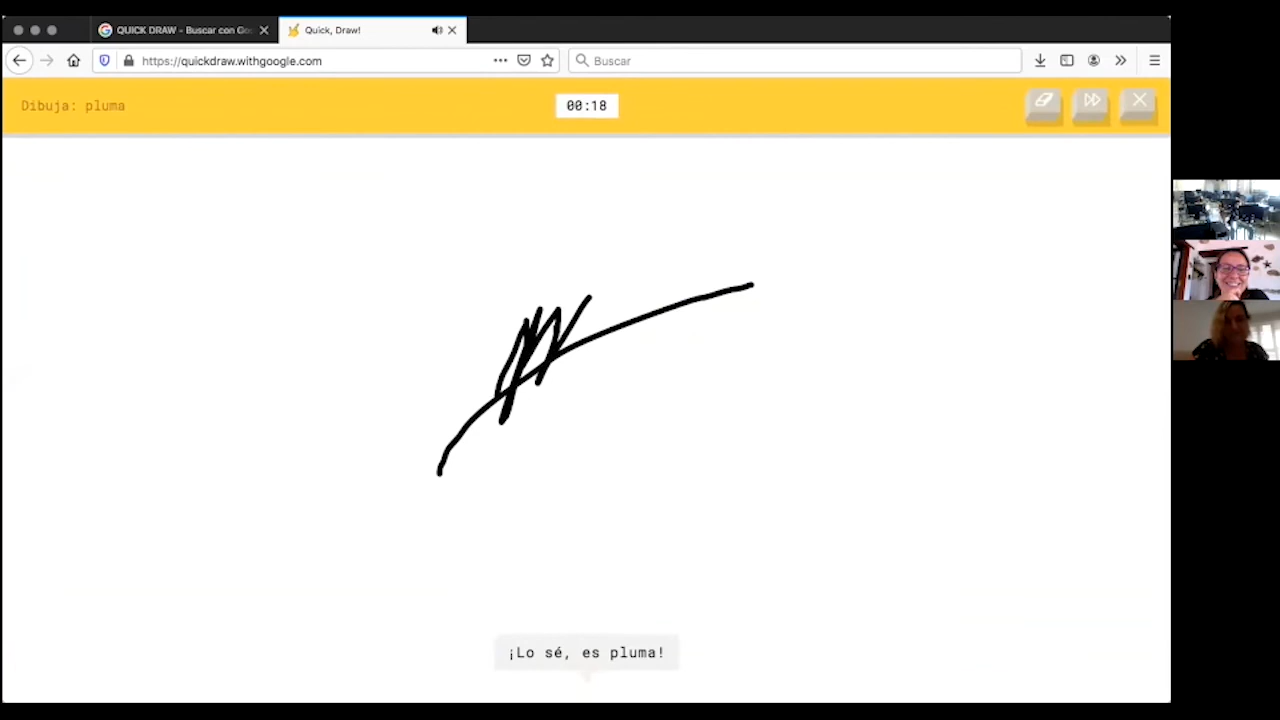 QUICK DRAW - Buscar con Go
Quick, Draw!
https://quickdraw.withgoogle.com
Buscar
Dibuja: pluma
00:18
¡Lo sé, es pluma!